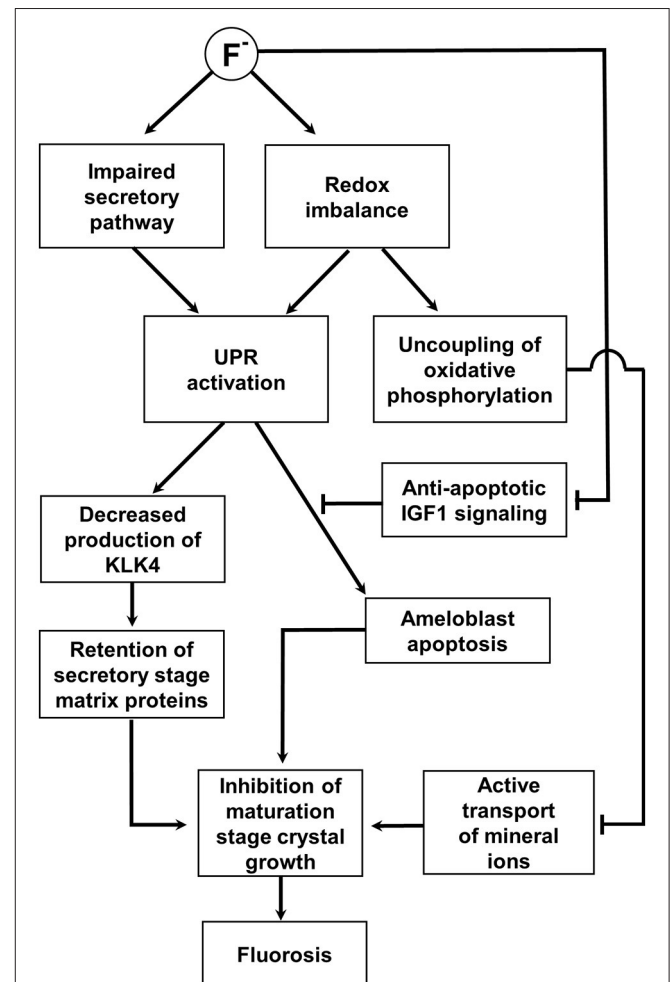 F-
Impaired
secretory
pathway
Redox
imbalance
UPR
activation
Uncoupling of
oxidative
phosphorylation
Anti-apoptotic
IGF1 signaling
Decreased
production of
KLK4
Ameloblast
apoptosis
Retention of
secretory stage
matrix proteins
Inhibition of
maturation
stage crystal
growth
Active
transport
of mineral
ions
Fluorosis